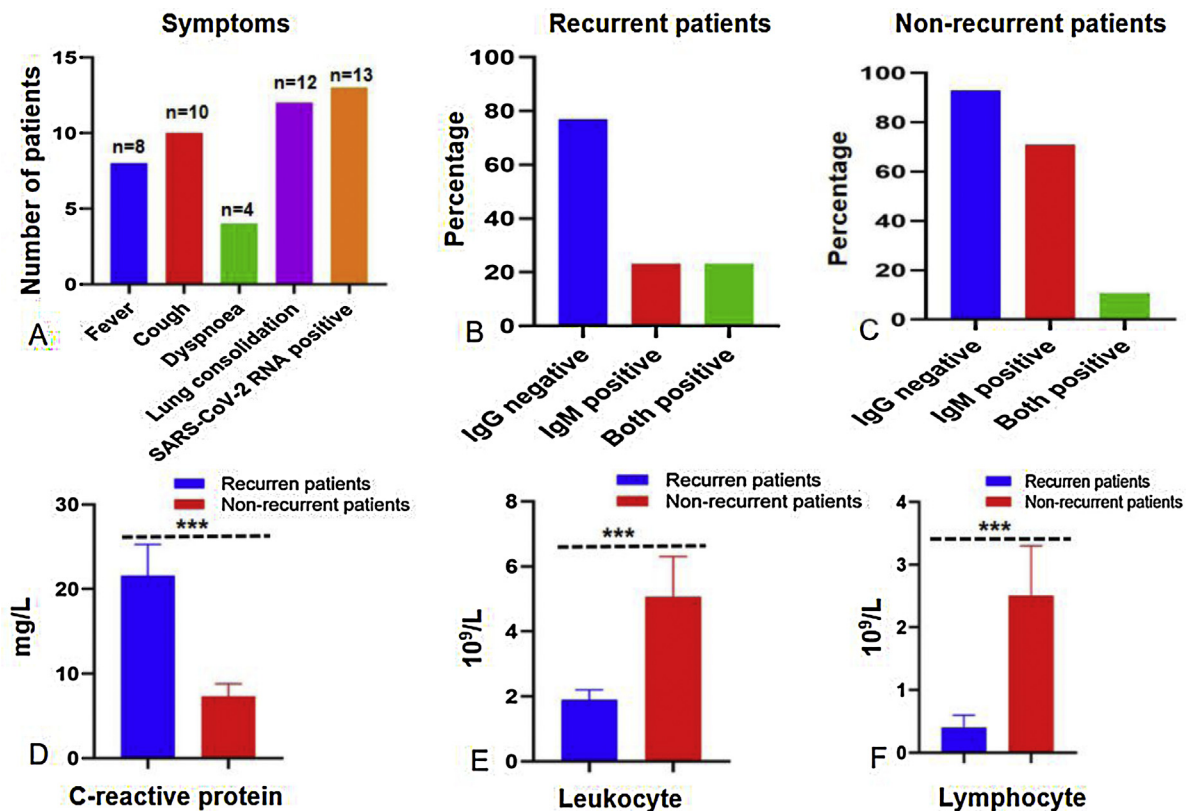 Symptoms
Number of patients
15
10
5
0
n=8
n=10
n=4
n=12
n=13
Fever
Cough
Dyspnoea
Lung consolidation
SARS-CoV-2 RNA positive
A
Recurrent patients
Percentage
100
80
60
40
20
0
IgG negative
IgM positive
Both positive
B
Non-recurrent patients
Percentage
100
80
60
40
20
0
IgG negative
IgM positive
Both positive
C
Recurren patients
Non-recurrent patients
***
mg/L
30
20
10
0
D
C-reactive protein
Recurren patients
Non-recurrent patients
***
10⁹/L
8
6
4
2
0
E
Leukocyte
Recurren patients
Non-recurrent patients
***
10⁹/L
4
3
2
1
0
F
Lymphocyte